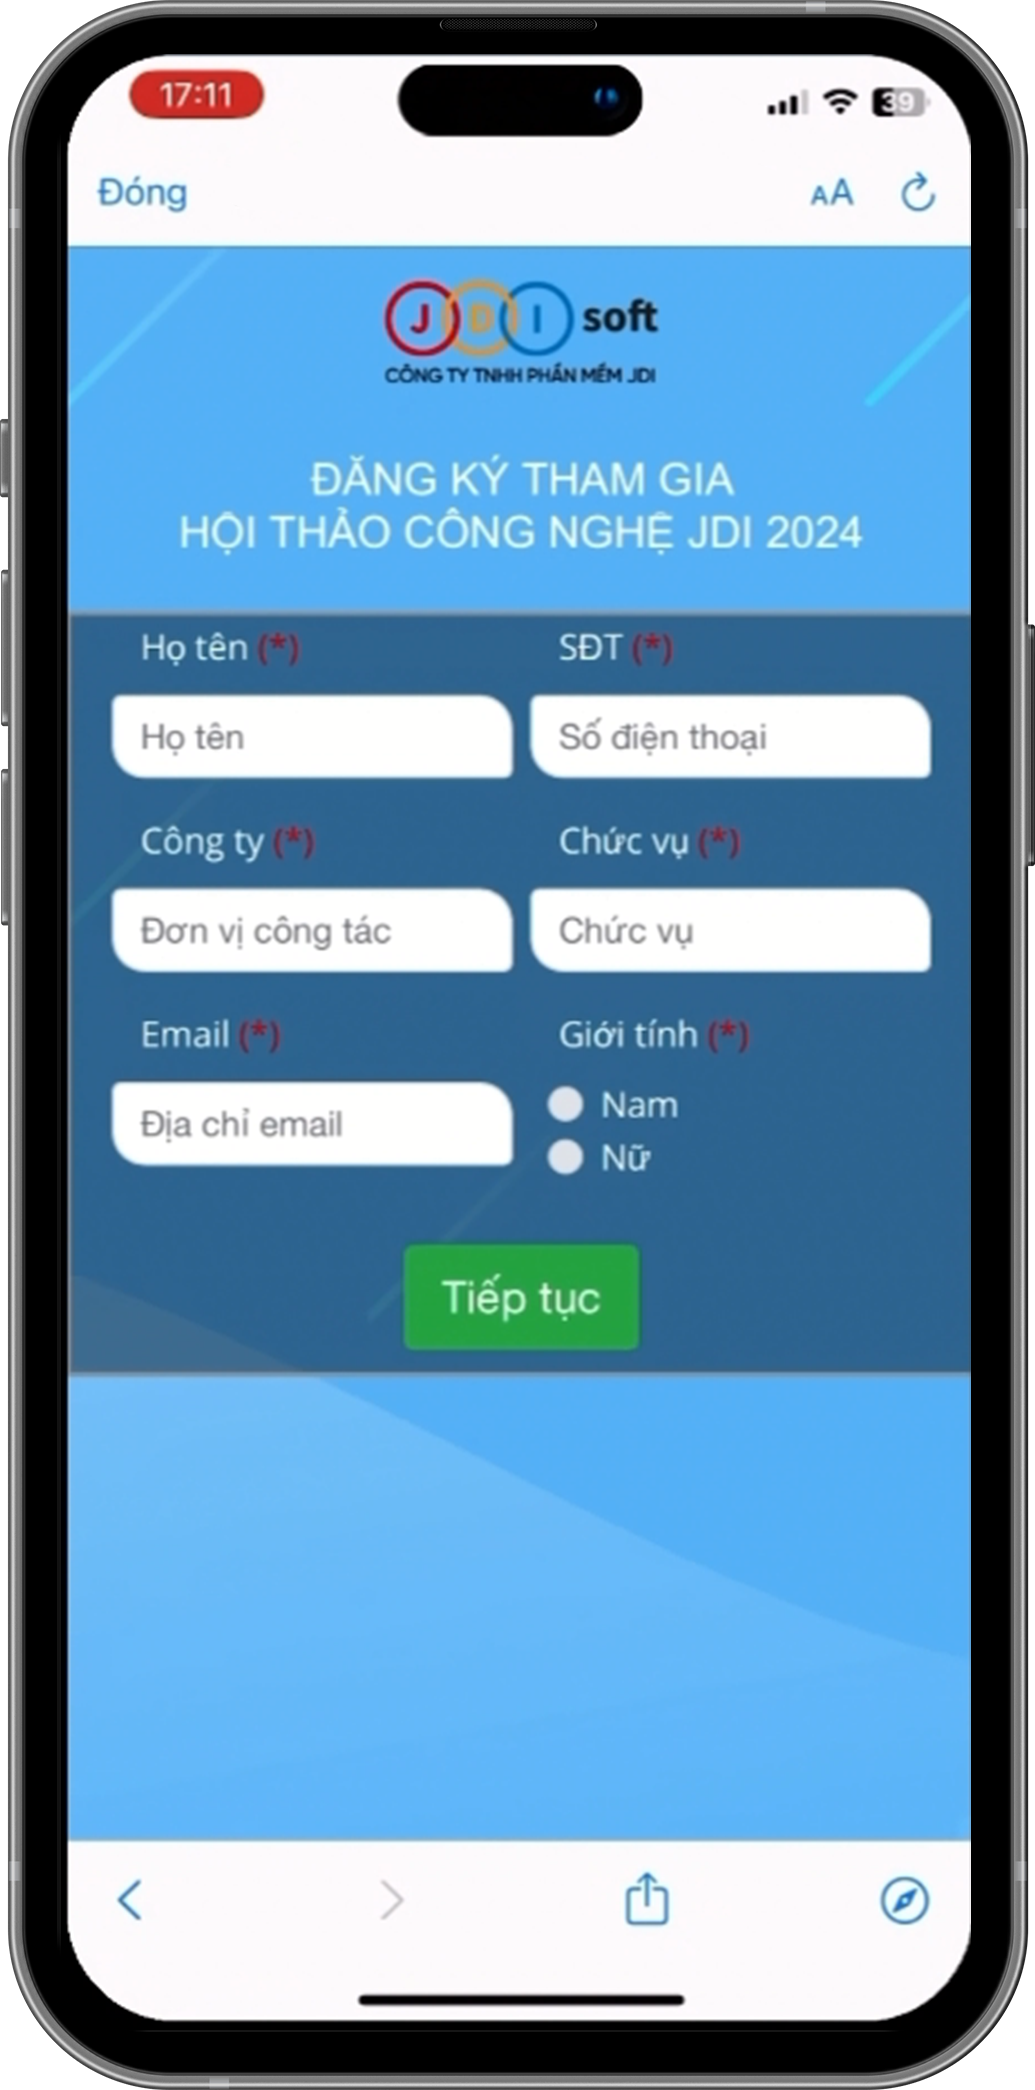 17:11
39
Đóng
AA
J D I soft
CÔNG TY TNHH PHẦN MỀM JDI
ĐĂNG KÝ THAM GIA
HỘI THẢO CÔNG NGHỆ JDI 2024
Họ tên (*)
SĐT (*)
Họ tên
Số điện thoại
Công ty (*)
Chức vụ (*)
Đơn vị công tác
Chức vụ
Email (*)
Giới tính (*)
Địa chỉ email
Nam
Nữ
Tiếp tục